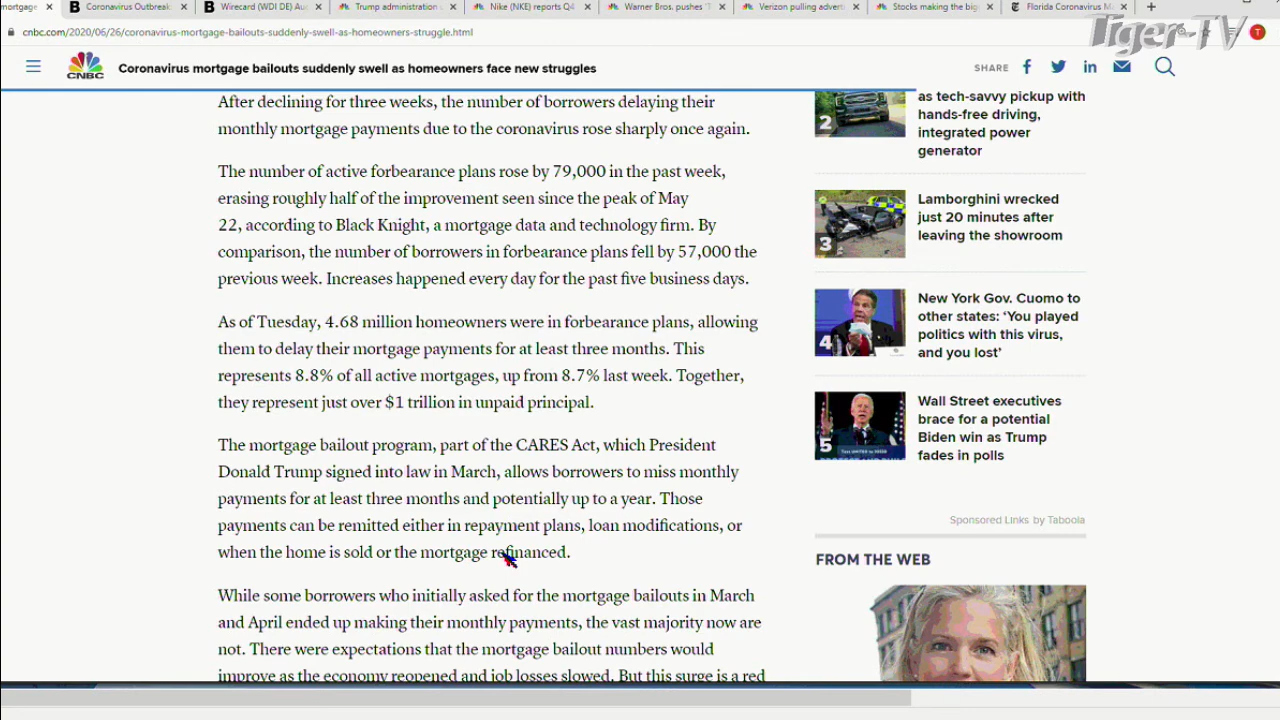 mortgage
Coronavirus Outbreak
Wirecard (WDI DE) Au
Trump administration
Nike (NKE) reports Q4
Warner Bros. pushes 'T
Verizon pulling advert
Stocks making the big
Florida Coronavirus M
Tiger-TV
cnbc.com/2020/06/26/coronavirus-mortgage-bailouts-suddenly-swell-as-homeowners-struggle.html
T
CNBC
Coronavirus mortgage bailouts suddenly swell as homeowners face new struggles
SHARE
After declining for three weeks, the number of borrowers delaying their
monthly mortgage payments due to the coronavirus rose sharply once again.
The number of active forbearance plans rose by 79,000 in the past week,
erasing roughly half of the improvement seen since the peak of May
22, according to Black Knight, a mortgage data and technology firm. By
comparison, the number of borrowers in forbearance plans fell by 57,000 the
previous week. Increases happened every day for the past five business days.
As of Tuesday, 4.68 million homeowners were in forbearance plans, allowing
them to delay their mortgage payments for at least three months. This
represents 8.8% of all active mortgages, up from 8.7% last week. Together,
they represent just over $1 trillion in unpaid principal.
The mortgage bailout program, part of the CARES Act, which President
Donald Trump signed into law in March, allows borrowers to miss monthly
payments for at least three months and potentially up to a year. Those
payments can be remitted either in repayment plans, loan modifications, or
when the home is sold or the mortgage refinanced.
While some borrowers who initially asked for the mortgage bailouts in March
and April ended up making their monthly payments, the vast majority now are
not. There were expectations that the mortgage bailout numbers would
improve as the economy reopened and job losses slowed. But this surge is a red
2
as tech-savvy pickup with
hands-free driving,
integrated power
generator
3
Lamborghini wrecked
just 20 minutes after
leaving the showroom
4
New York Gov. Cuomo to
other states: ‘You played
politics with this virus,
and you lost’
5
Wall Street executives
brace for a potential
Biden win as Trump
fades in polls
Sponsored Links by Taboola
FROM THE WEB